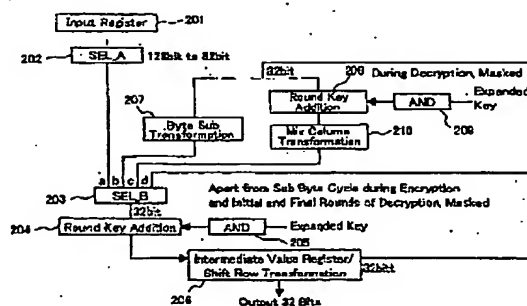 Input Register 201
202 SEL_A 128bit to 32bit
32bit 208 During Decryption, Masked
207 Round Key Addition AND Expanded Key
209
Byte Sub Transformation
Mix Column Transformation 210
a b c d
203 SEL_B
32bit
Apart from Sub Byte Cycle during Encryption
and Initial and Final Rounds of Decryption, Masked
204 Round Key Addition AND Expanded Key
205
Intermediate Value Register/
Shift Row Transformation 32bit
206 Output 32 Bits